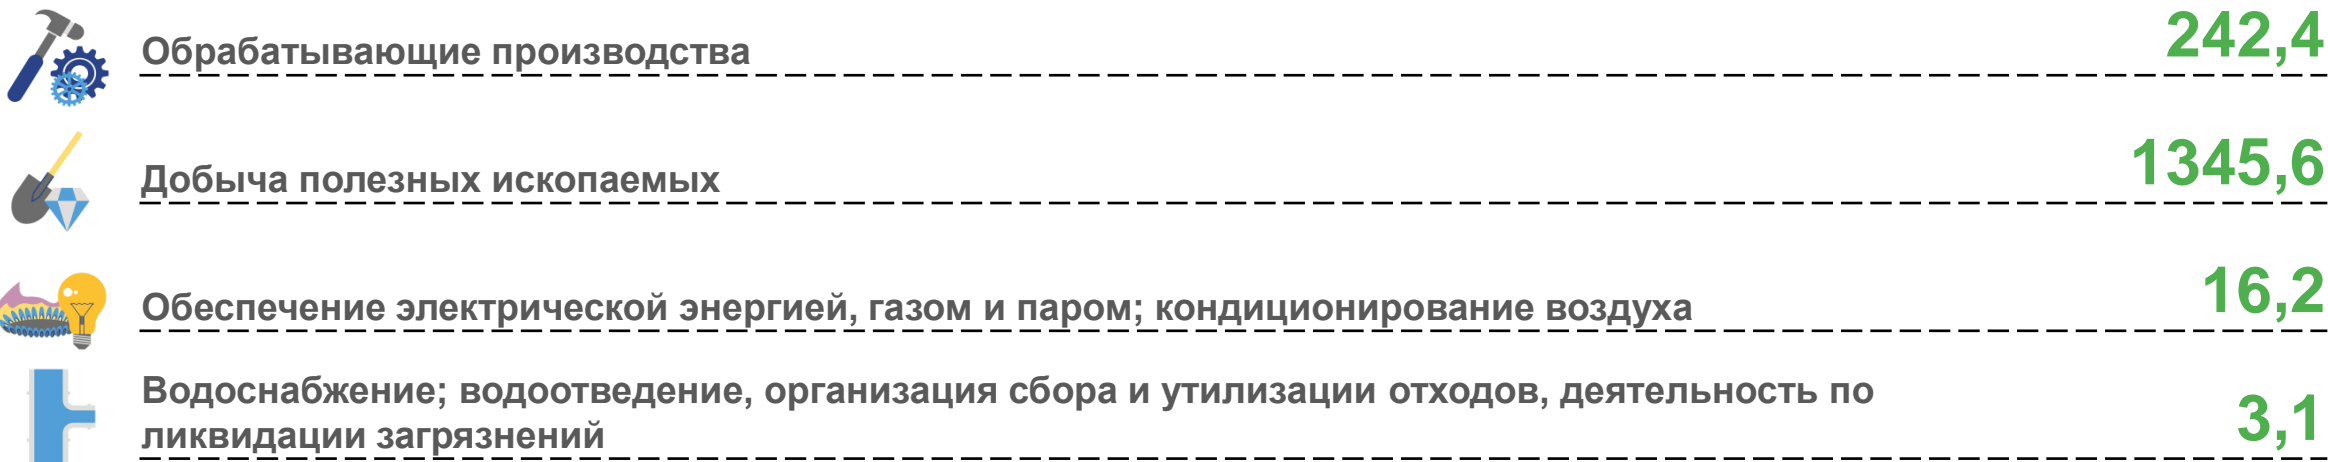 Обрабатывающие производства 242,4
Добыча полезных ископаемых 1345,6
Обеспечение электрической энергией, газом и паром; кондиционирование воздуха 16,2
Водоснабжение; водоотведение, организация сбора и утилизации отходов, деятельность по
ликвидации загрязнений 3,1